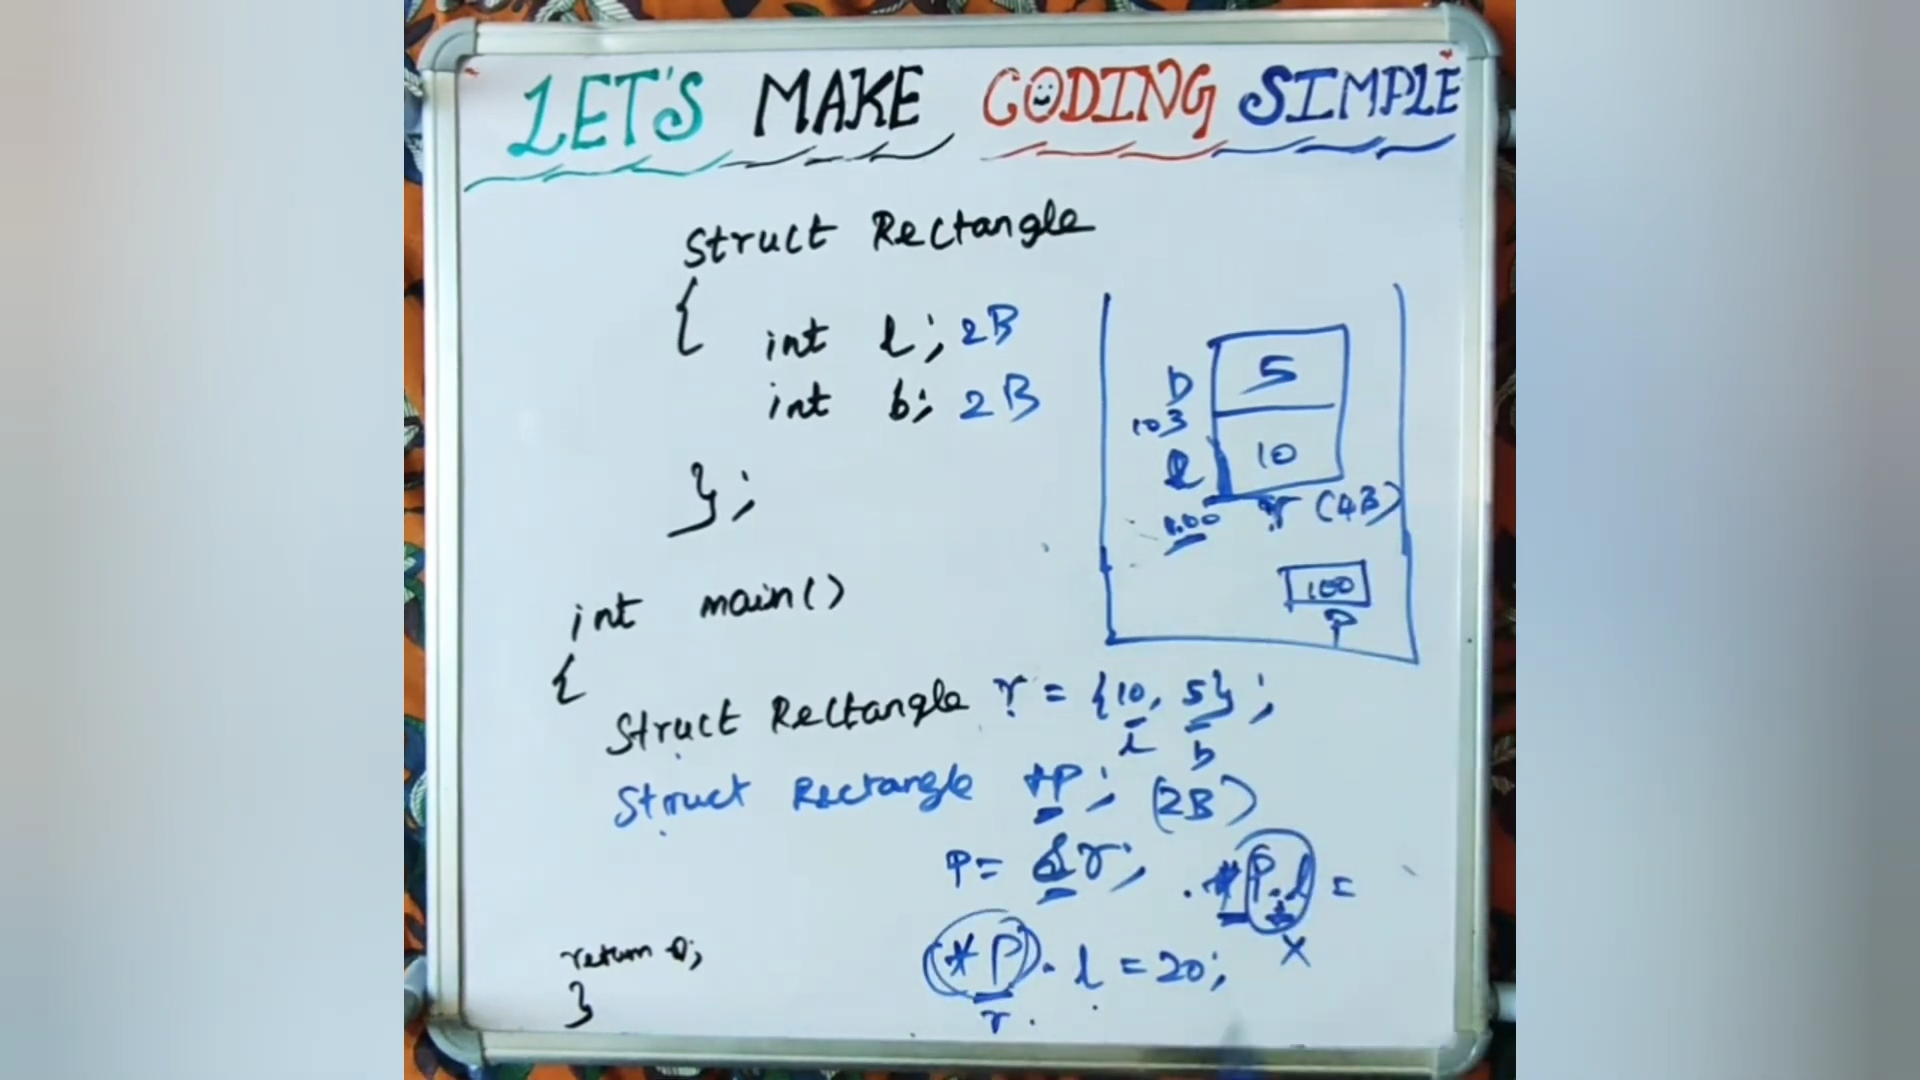 LET'S MAKE CODING SIMPLE
Struct Rectangle
{ int l; 2B
int b; 2B
};
5
b
103
10
l
100 r (4B)
100
P
int main()
{
Struct Rectangle r = {10, 5};
l b
Struct Rectangle *P; (2B)
P = &r; *P.l =
x
(*P).l = 20;
r
return 0;
}